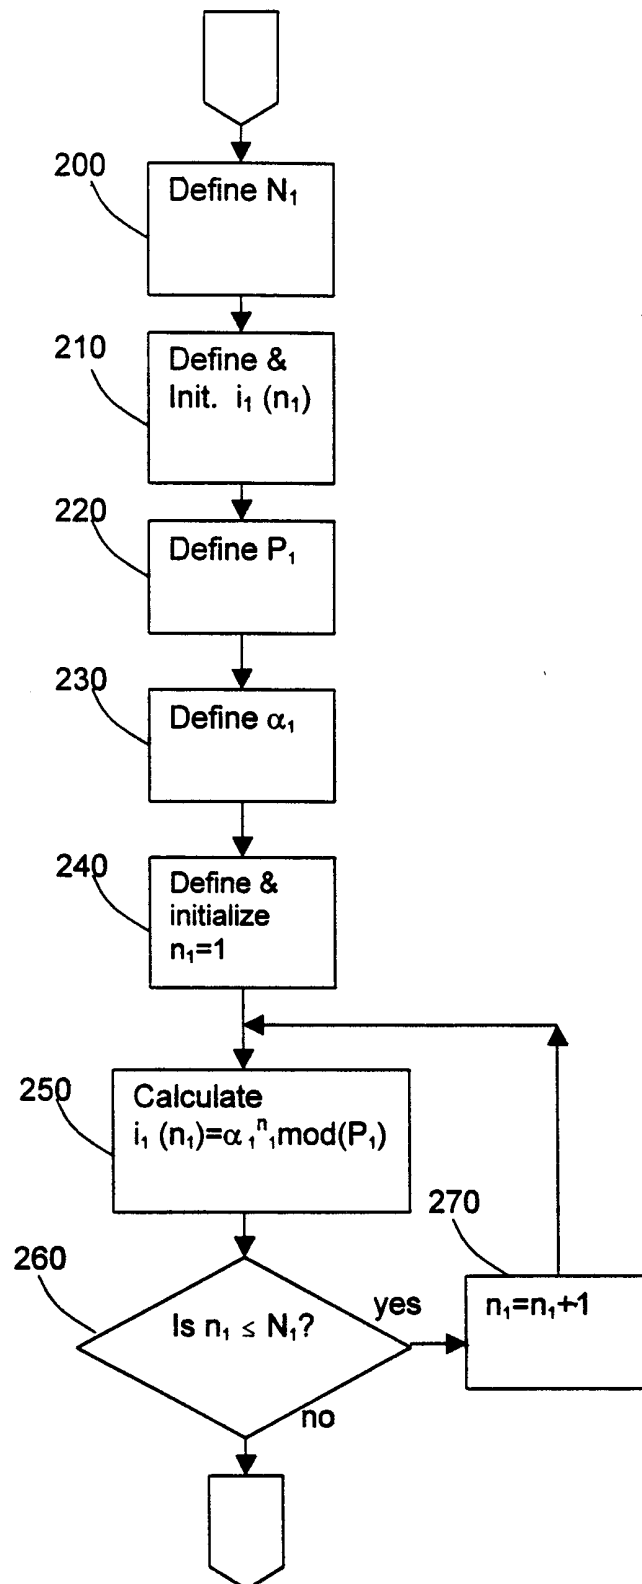 200
Define N₁
210
Define &
Init. i₁ (n₁)
220
Define P₁
230
Define α₁
240
Define &
initialize
n₁=1
250
Calculate
i₁ (n₁)=α₁ⁿ₁mod(P₁)
260
Is n₁ ≤ N₁?
yes
270
n₁=n₁+1
no